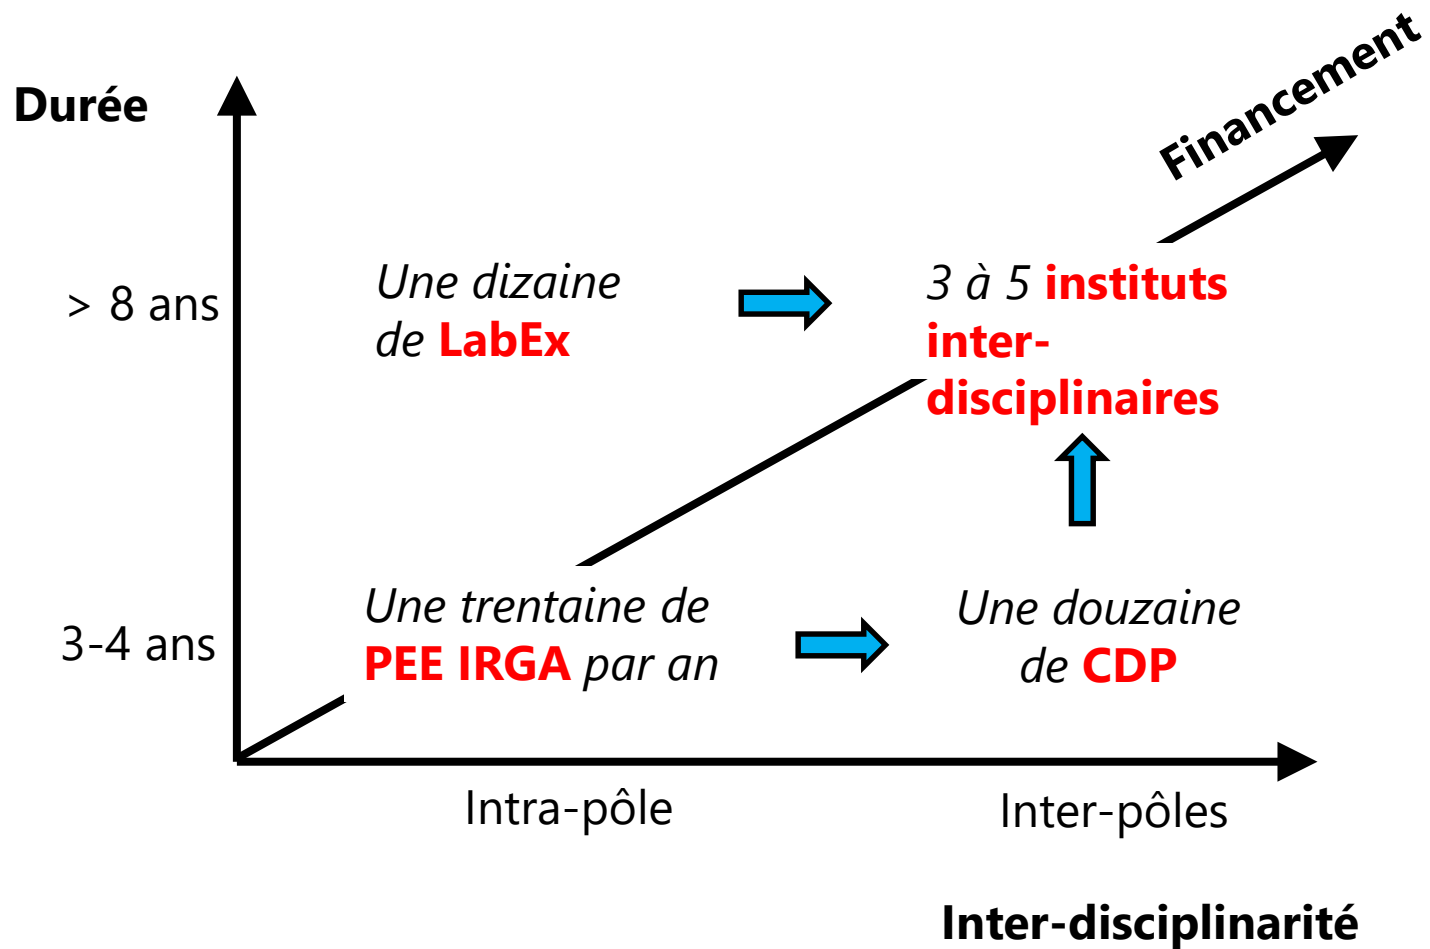 Financement
Durée
> 8 ans
Une dizaine
de LabEx
3 à 5 instituts
inter-
disciplinaires
3-4 ans
Une trentaine de
PEE IRGA par an
Une douzaine
de CDP
Intra-pôle
Inter-pôles
Inter-disciplinarité